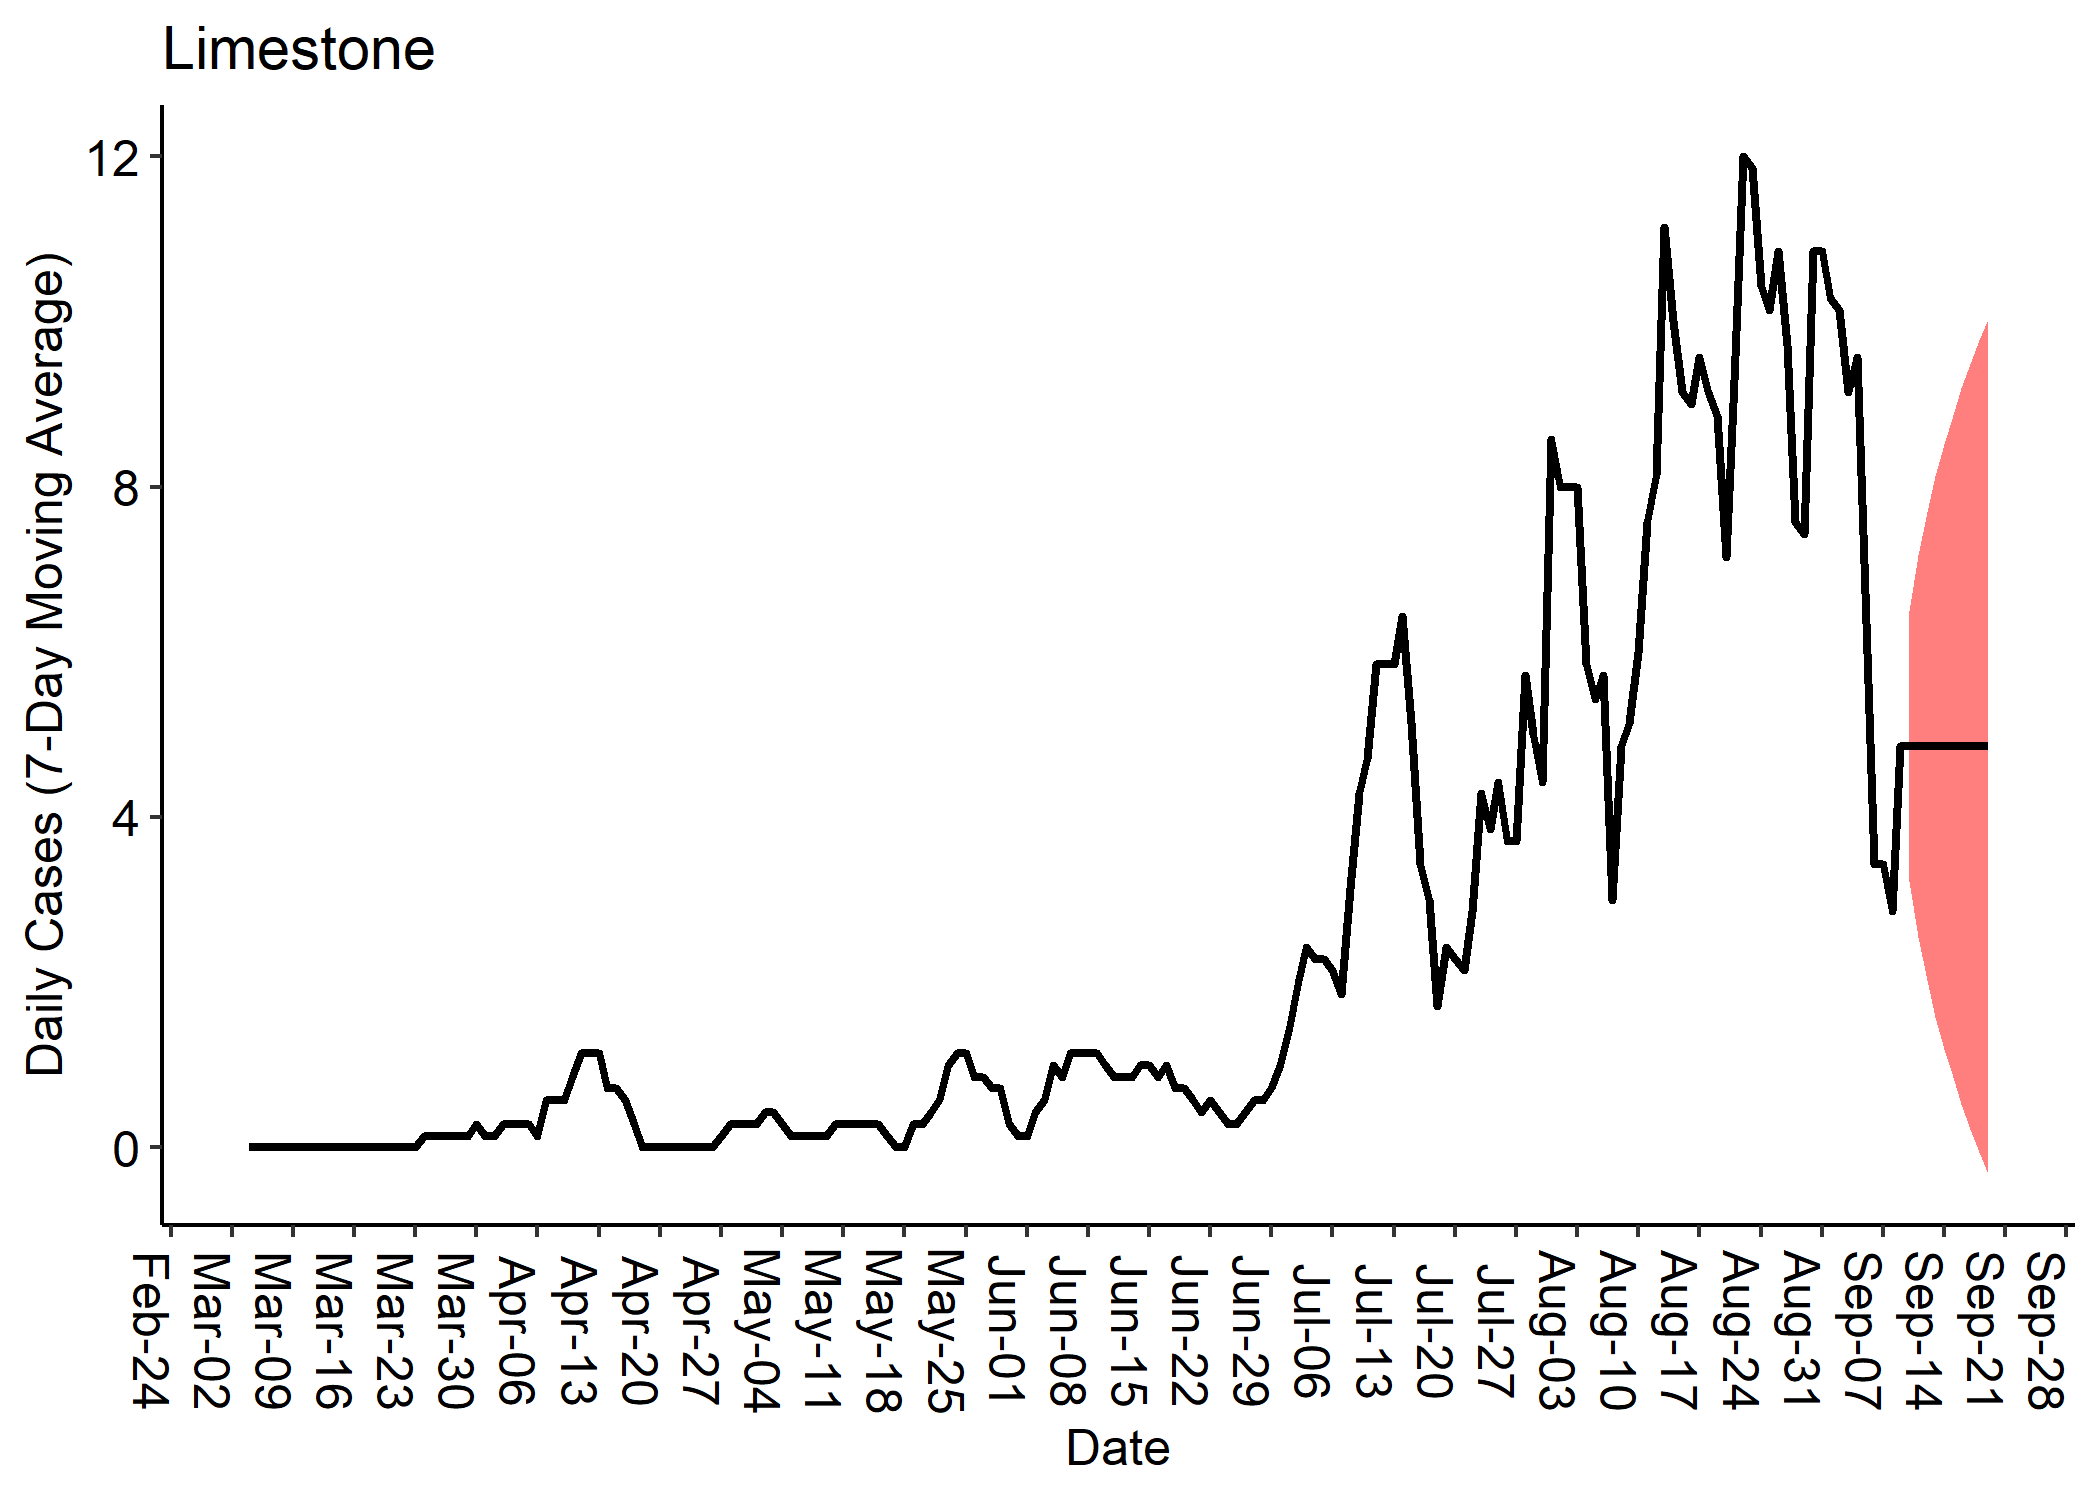 Limestone
Daily Cases (7-Day Moving Average)
12
8
4
0
Feb-24
Mar-02
Mar-09
Mar-16
Mar-23
Mar-30
Apr-06
Apr-13
Apr-20
Apr-27
May-04
May-11
May-18
May-25
Jun-01
Jun-08
Jun-15
Jun-22
Jun-29
Jul-06
Jul-13
Jul-20
Jul-27
Aug-03
Aug-10
Aug-17
Aug-24
Aug-31
Sep-07
Sep-14
Sep-21
Sep-28
Date